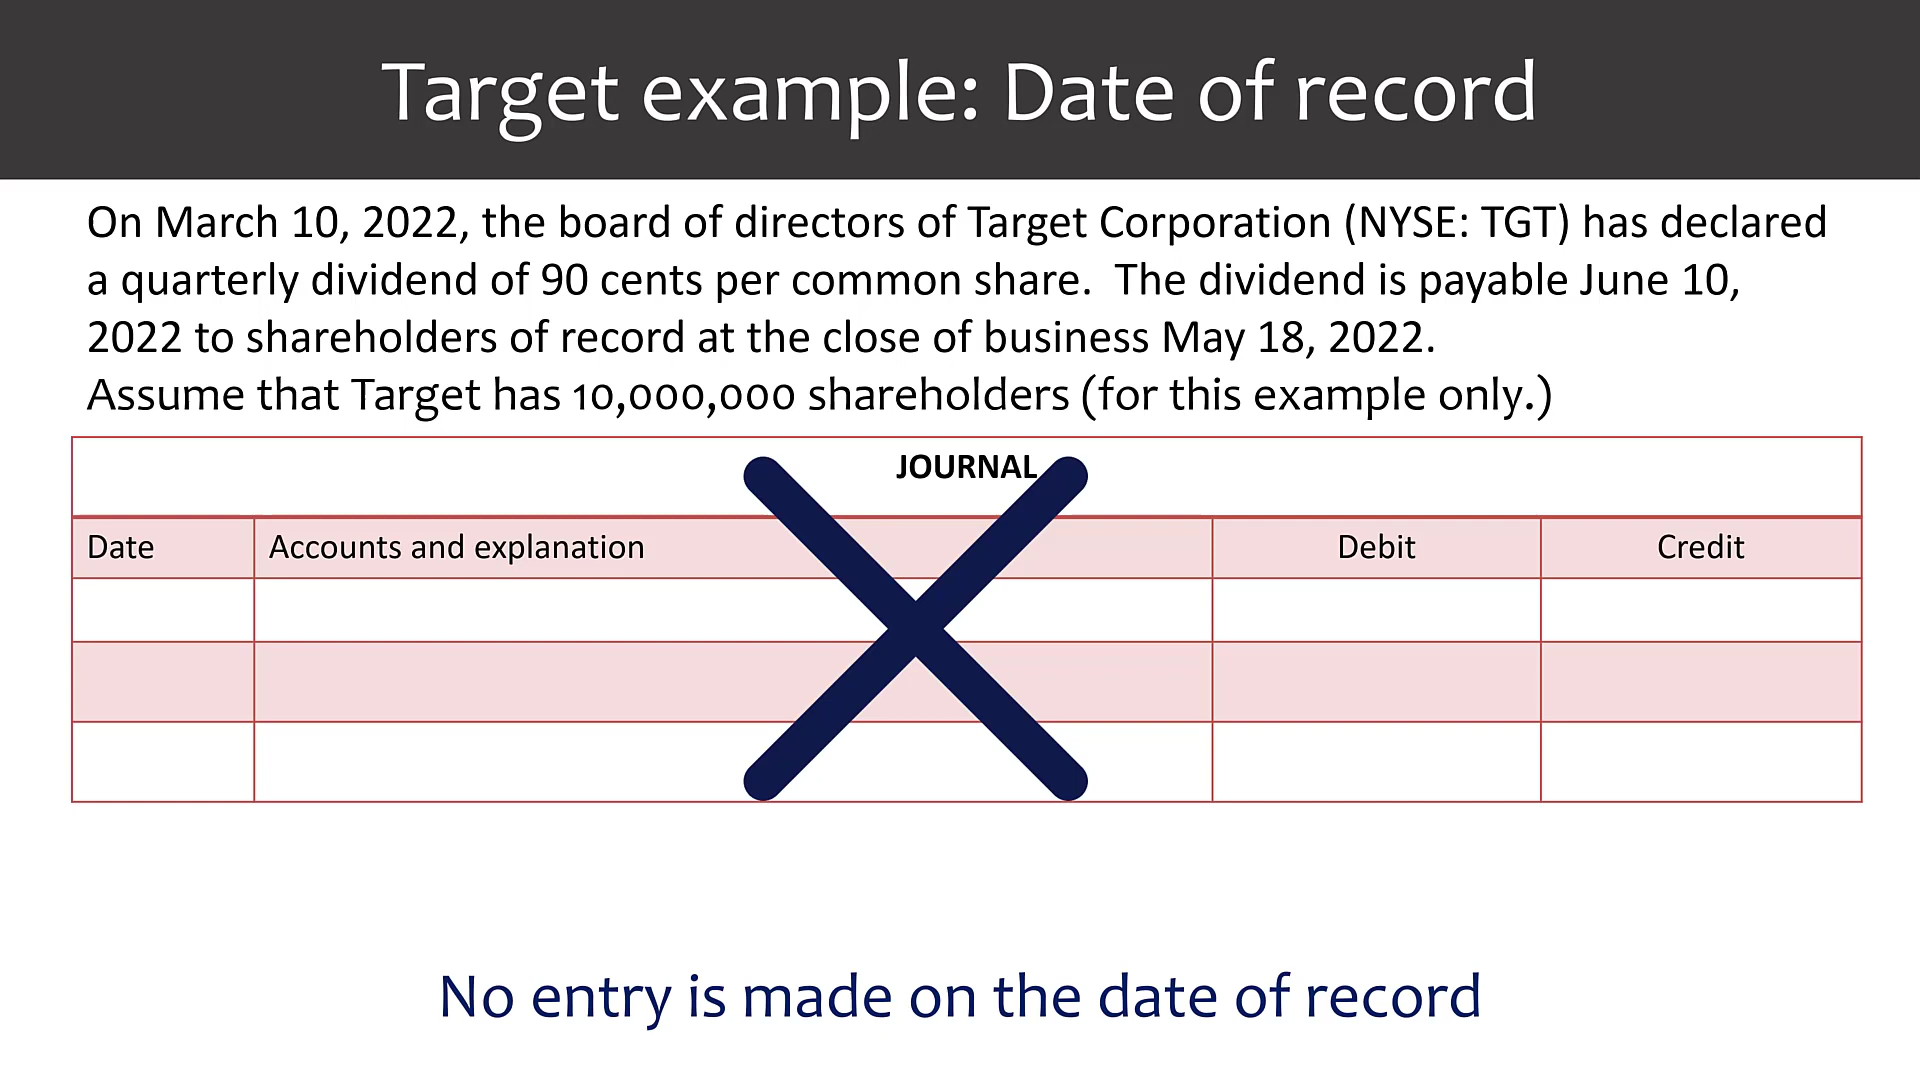 Target example: Date of record
On March 10, 2022, the board of directors of Target Corporation (NYSE: TGT) has declared
a quarterly dividend of 90 cents per common share.  The dividend is payable June 10,
2022 to shareholders of record at the close of business May 18, 2022.
Assume that Target has 10,000,000 shareholders (for this example only.)
JOURNAL
Date Accounts and explanation Debit Credit
No entry is made on the date of record